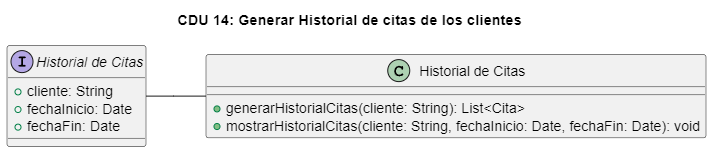 CDU 14: Generar Historial de citas de los clientes
I Historial de Citas
cliente: String
fechaInicio: Date
fechaFin: Date
C Historial de Citas
generarHistorialCitas(cliente: String): List<Cita>
mostrarHistorialCitas(cliente: String, fechaInicio: Date, fechaFin: Date): void